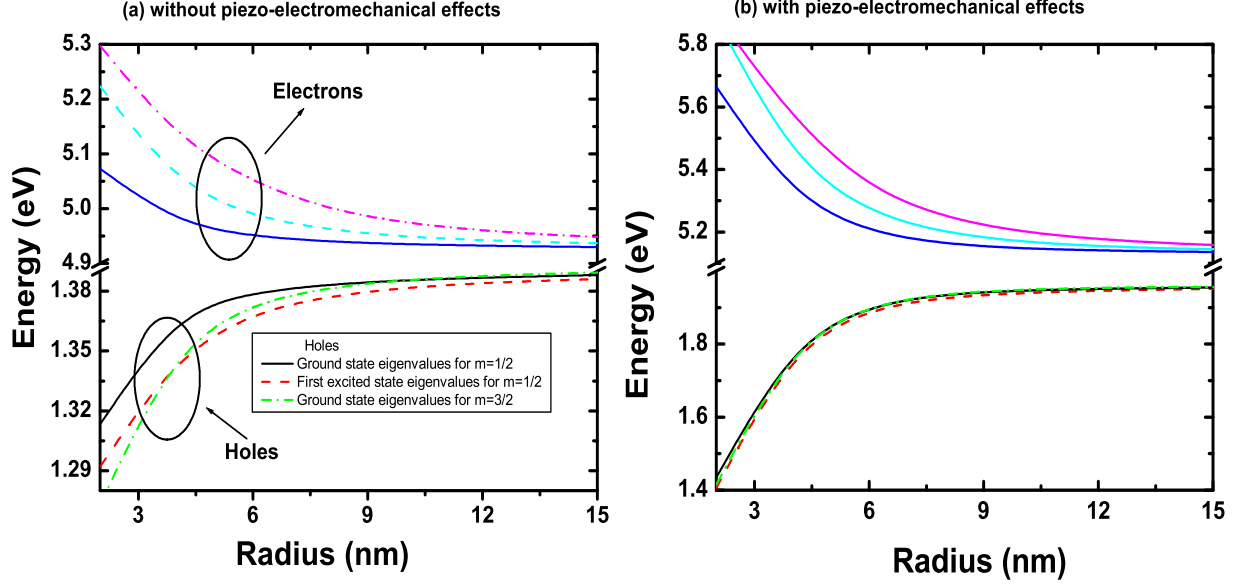 (a) without piezo-electromechanical effects
5.3
5.2
5.1
5.0
4.9
1.38
1.35
1.32
1.29
Energy (eV)
Electrons
Holes
Ground state eigenvalues for m=1/2
First excited state eigenvalues for m=1/2
Ground state eigenvalues for m=3/2
Holes
3
6
9
12
15
Radius (nm)
(b) with piezo-electromechanical effects
5.8
5.6
5.4
5.2
1.8
1.6
1.4
Energy (eV)
3
6
9
12
15
Radius (nm)